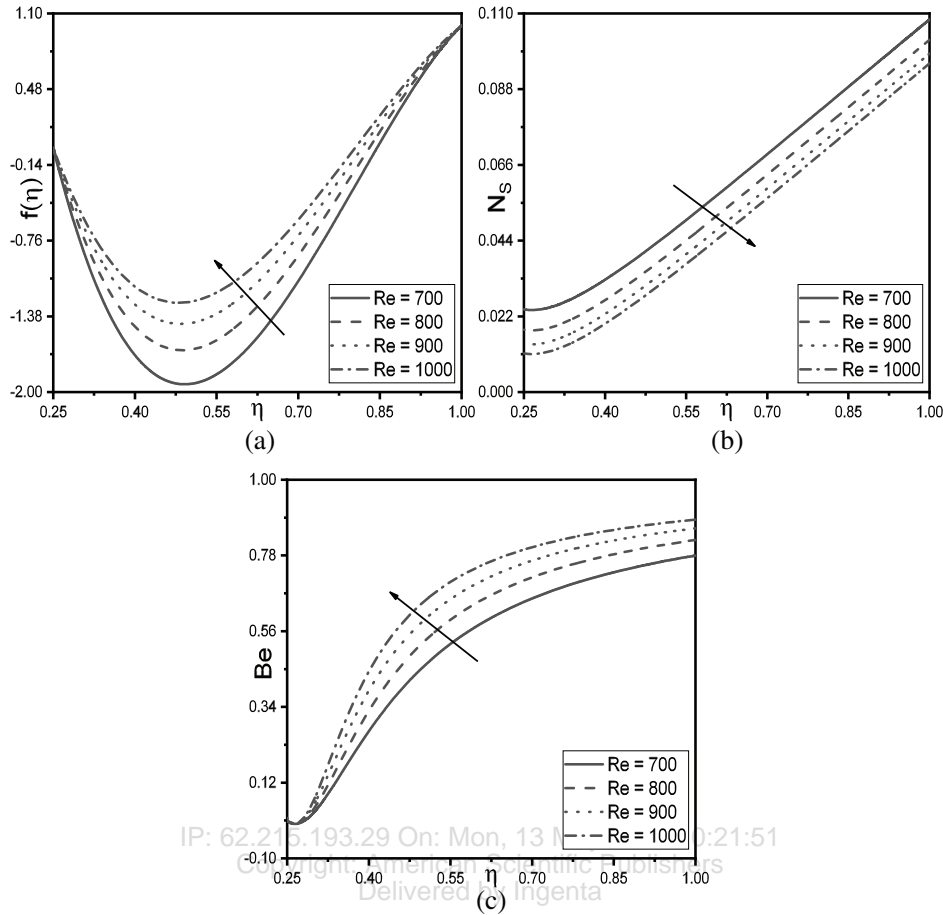 1.10
0.48
-0.14
-0.76
-1.38
-2.00
f(η)
0.25
0.40
0.55
0.70
0.85
1.00
η
Re = 700
Re = 800
Re = 900
Re = 1000
(a)
0.110
0.088
0.066
0.044
0.022
0.000
NS
0.25
0.40
0.55
0.70
0.85
1.00
η
Re = 700
Re = 800
Re = 900
Re = 1000
(b)
1.00
0.78
0.56
0.34
0.12
-0.10
Be
0.25
0.40
0.55
0.70
0.85
1.00
η
Re = 700
Re = 800
Re = 900
Re = 1000
(c)
IP: 62.215.193.29 On: Mon, 13 :21:51
Copyright: American Scientific Publishers
Delivered by Ingenta